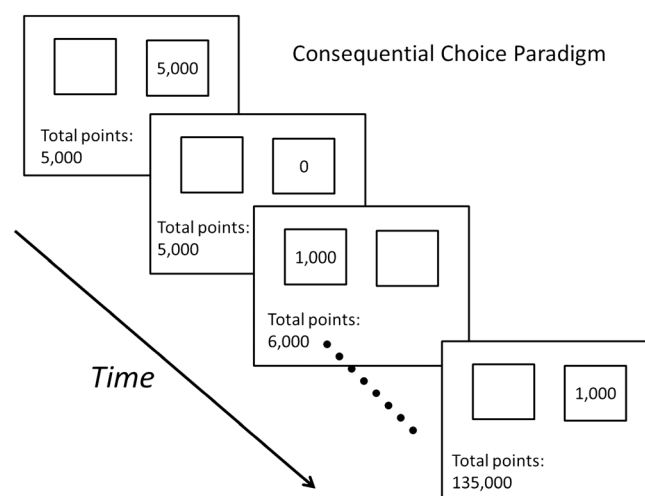 Consequential Choice Paradigm
5,000
Total points:
5,000
0
Total points:
5,000
1,000
Total points:
6,000
Time
1,000
Total points:
135,000